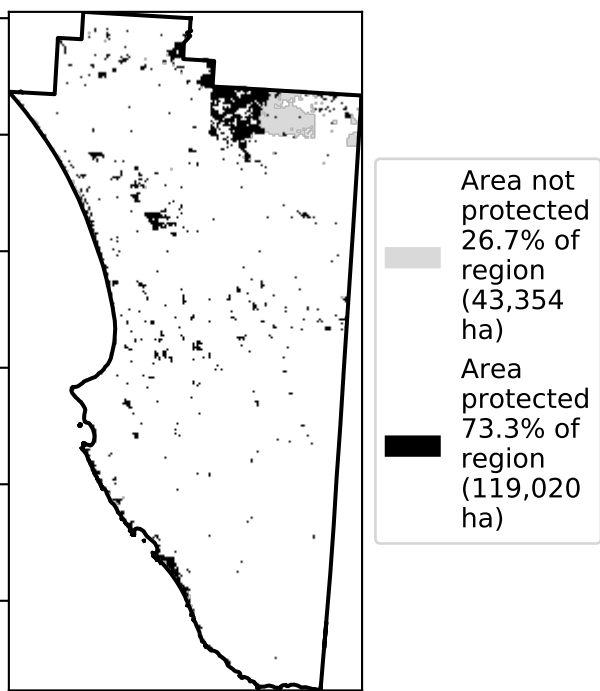 Area not
protected
26.7% of
region
(43,354
ha)
Area
protected
73.3% of
region
(119,020
ha)